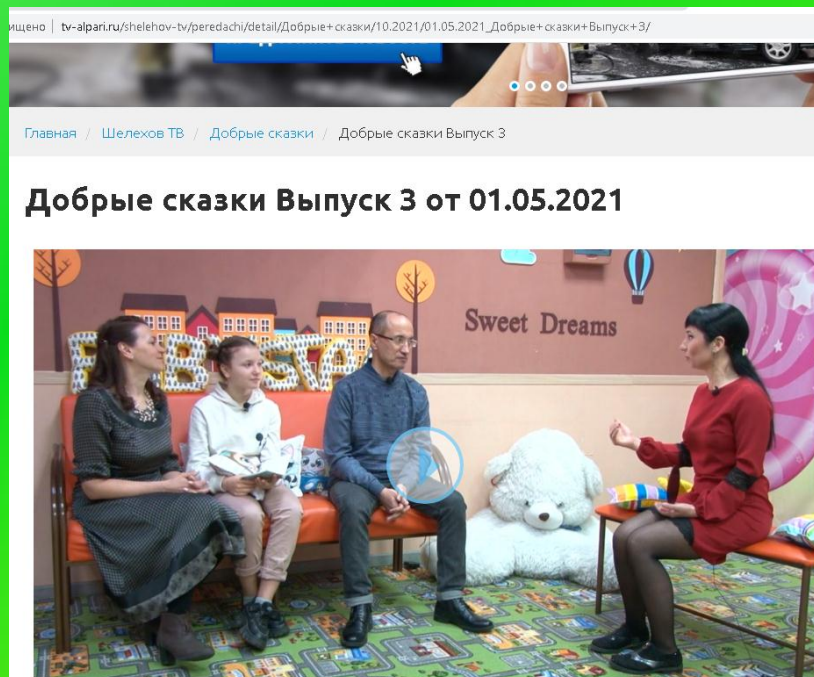 ищено | tv-alpari.ru/shelehov-tv/peredachi/detail/Добрые+сказки/10.2021/01.05.2021_Добрые+сказки+Выпуск+3/
Главная / Шелехов ТВ / Добрые сказки / Добрые сказки Выпуск 3
Добрые сказки Выпуск 3 от 01.05.2021
Sweet Dreams